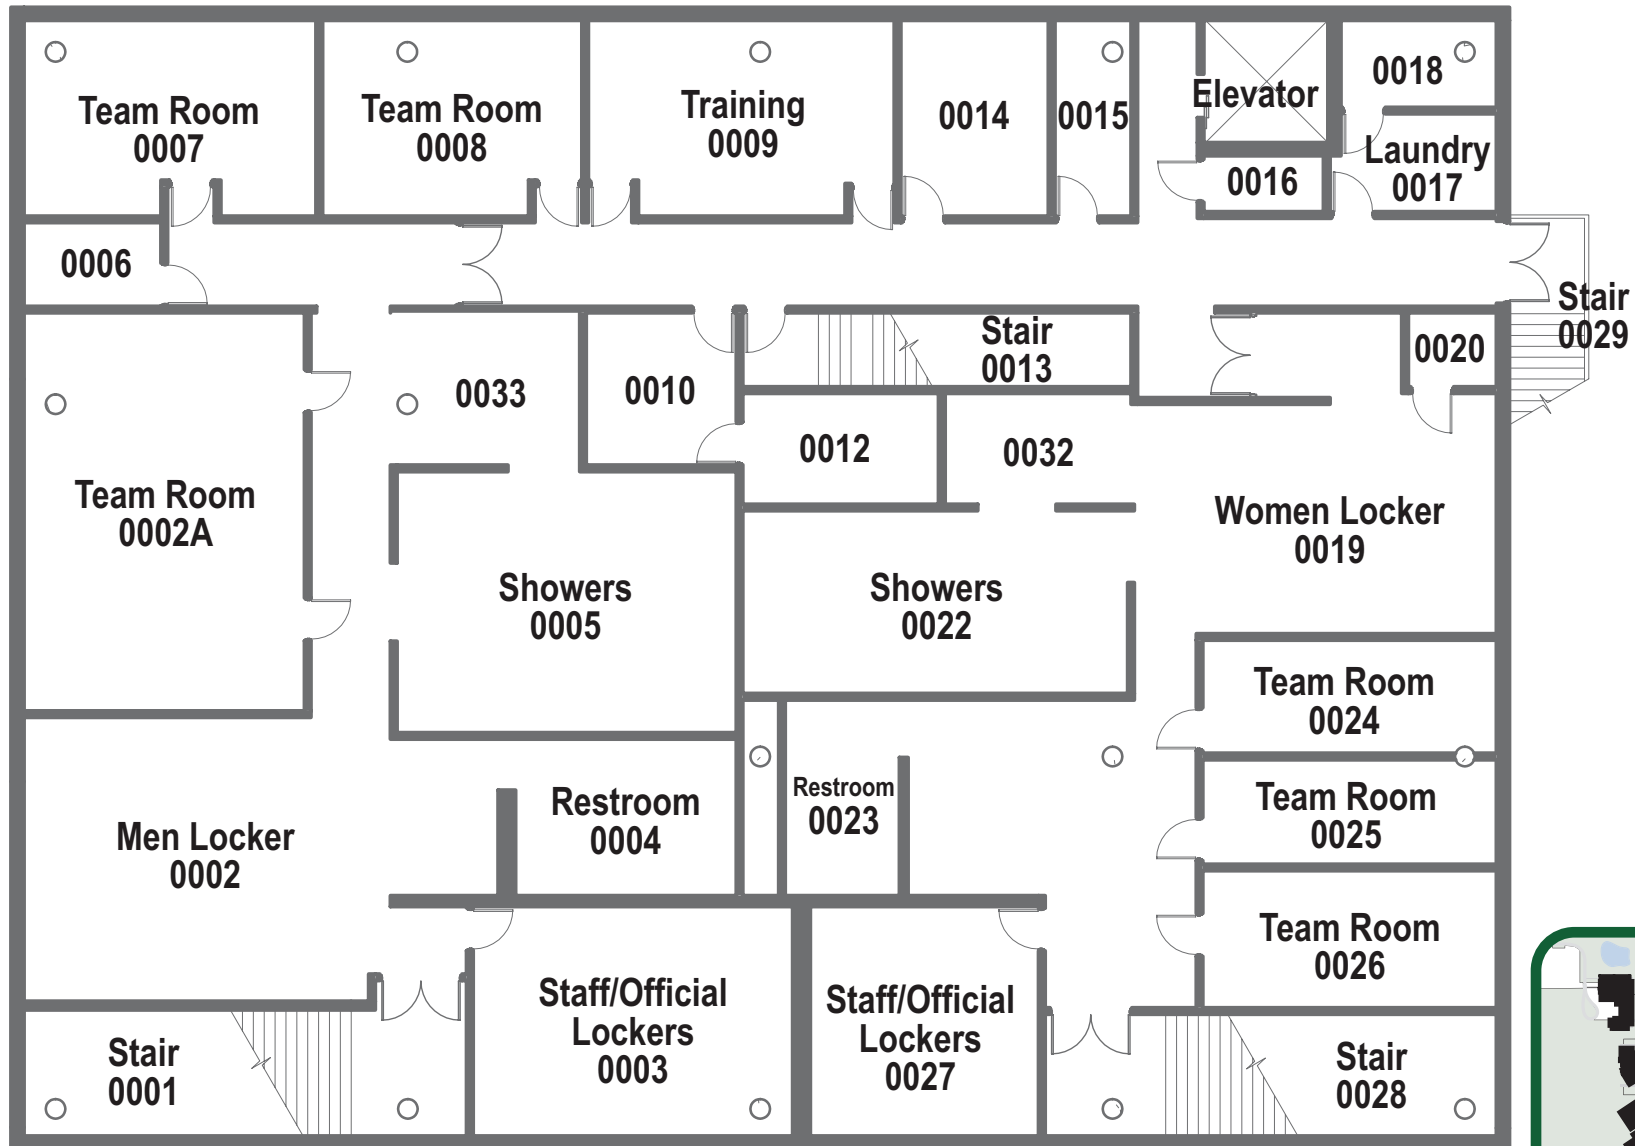 Team Room
0007
Team Room
0008
Training
0009
0014
0015
Elevator
0018
Laundry
0017
0016
0006
Stair
0029
Stair
0013
0020
0033
0010
0012
0032
Team Room
0002A
Women Locker
0019
Showers
0005
Showers
0022
Team Room
0024
Restroom
0004
Restroom
0023
Team Room
0025
Men Locker
0002
Team Room
0026
Staff/Official
Lockers
0003
Staff/Official
Lockers
0027
Stair
0001
Stair
0028